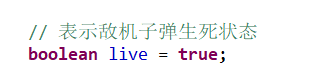 // 表示敌机子弹生死状态
boolean live = true;